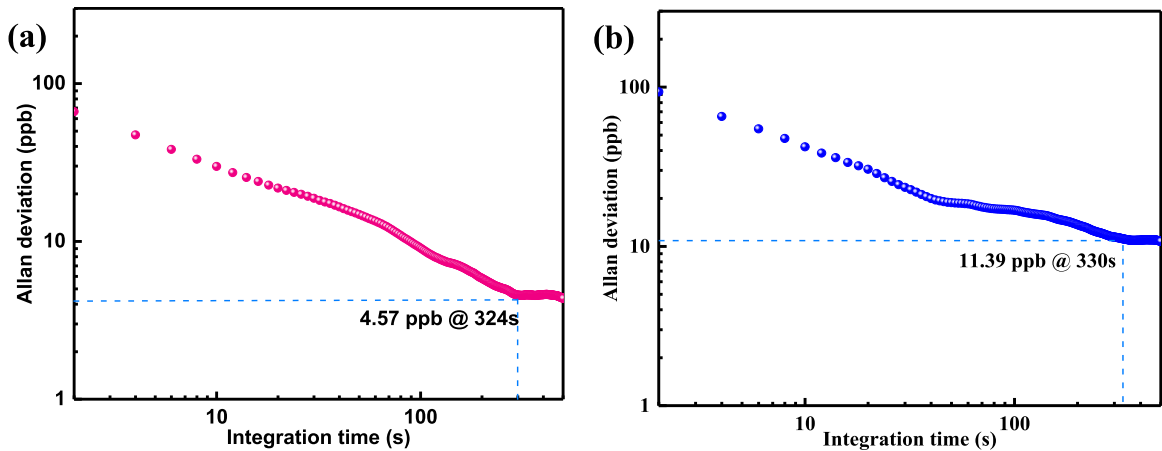 (a)
Allan deviation (ppb)
100
10
1
4.57 ppb @ 324s
10
100
Integration time (s)
(b)
Allan deviation (ppb)
100
10
1
11.39 ppb @ 330s
10
100
Integration time (s)